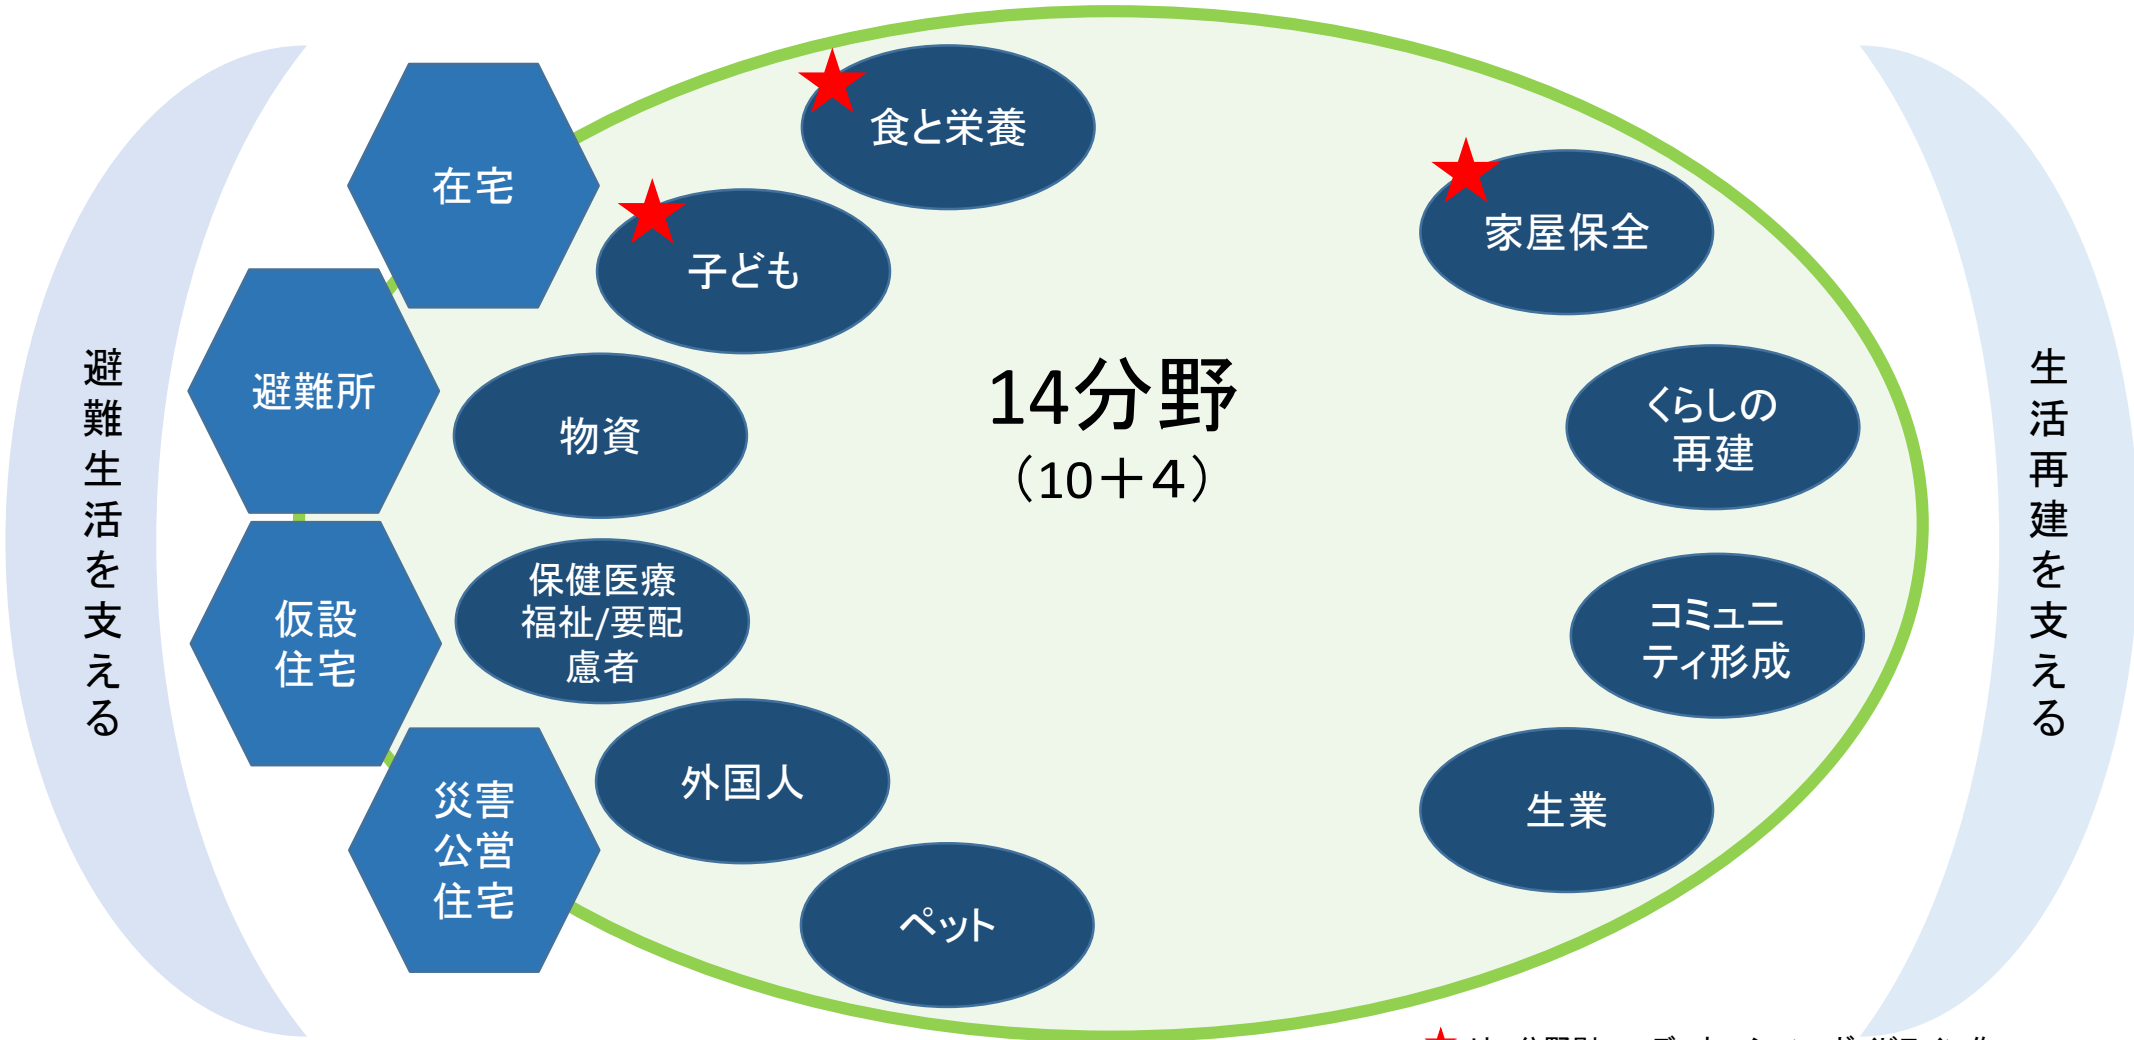 避難生活を支える
在宅
避難所
仮設
住宅
災害
公営
住宅
食と栄養
子ども
物資
保健医療
福祉/要配
慮者
外国人
ペット
14分野
（10＋４）
家屋保全
くらしの
再建
コミュニ
ティ形成
生業
生活再建を支える